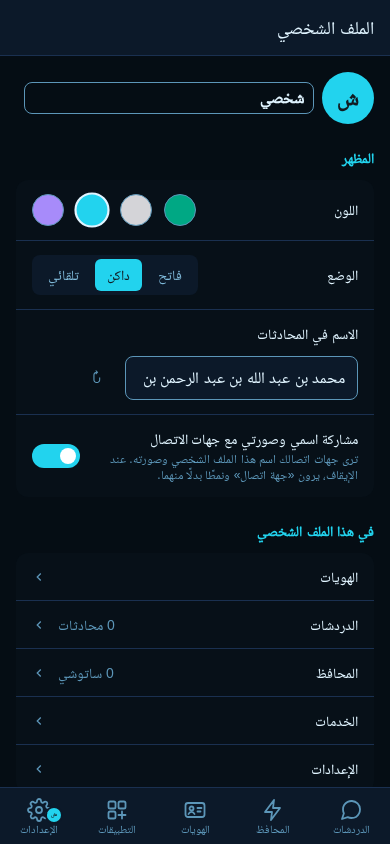 الملف الشخصي
ش
شخصي
المظهر
اللون
الوضع
فاتح
داكن
تلقائي
الاسم في المحادثات
محمد بن عبد الله بن عبد الرحمن بن
مشاركة اسمي وصورتي مع جهات الاتصال
ترى جهات اتصالك اسم هذا الملف الشخصي وصورته. عند
الإيقاف، يرون «جهة اتصال» ونمطًا بدلًا منهما.
في هذا الملف الشخصي
الهويات
الدردشات
0 محادثات
المحافظ
0 ساتوشي
الخدمات
الإعدادات
الدردشات
المحافظ
الهويات
التطبيقات
الإعدادات